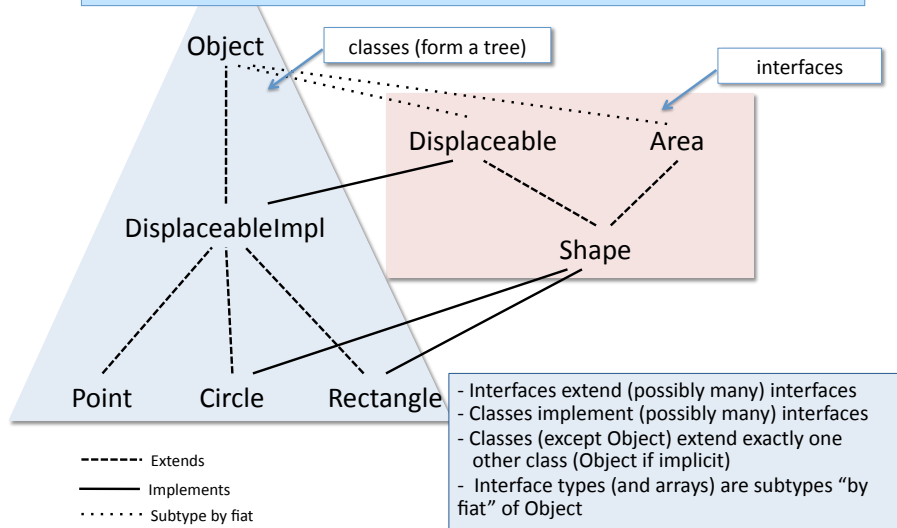 Object
classes (form a tree)
interfaces
Displaceable
Area
DisplaceableImpl
Shape
Point
Circle
Rectangle
- Interfaces extend (possibly many) interfaces
- Classes implement (possibly many) interfaces
- Classes (except Object) extend exactly one
other class (Object if implicit)
- Interface types (and arrays) are subtypes “by
fiat” of Object
Extends
Implements
Subtype by fiat